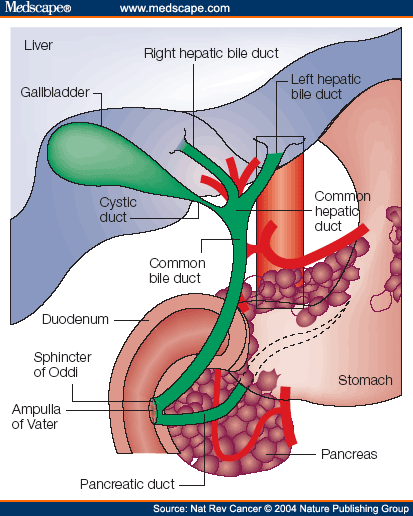 Medscape® www.medscape.com
Liver
Right hepatic bile duct
Gallbladder
Left hepatic
bile duct
Cystic
duct
Common
hepatic
duct
Common
bile duct
Duodenum
Sphincter
of Oddi
Stomach
Ampulla
of Vater
Pancreas
Pancreatic duct
Source: Nat Rev Cancer © 2004 Nature Publishing Group